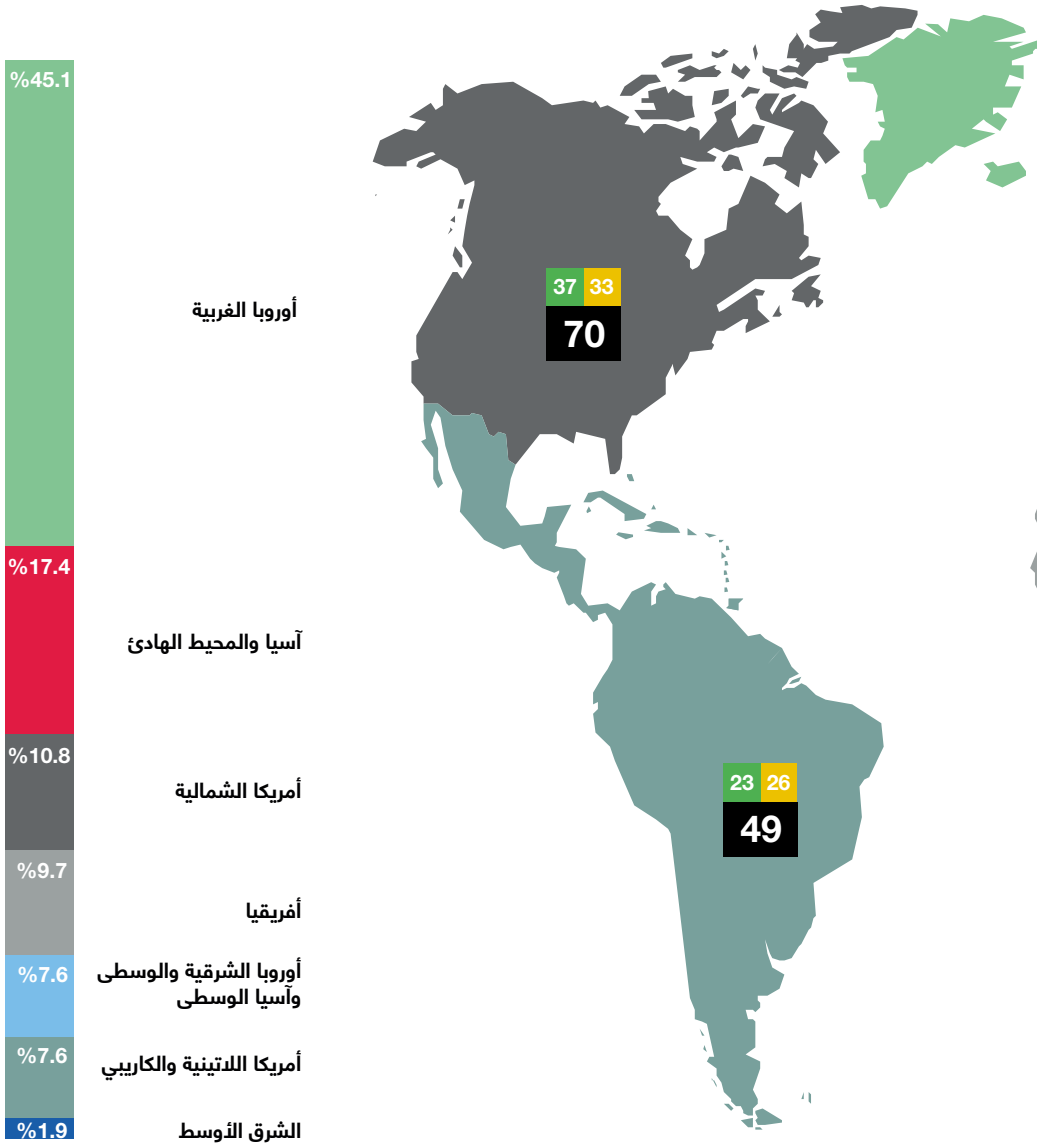 %45.1
أوروبا الغربية
%17.4
آسيا والمحيط الهادئ
%10.8
أمريكا الشمالية
%9.7
أفريقيا
%7.6
أوروبا الشرقية والوسطى
وآسيا الوسطى
%7.6
أمريكا اللاتينية والكاريبي
%1.9
الشرق الأوسط
37 33
70
23 26
49